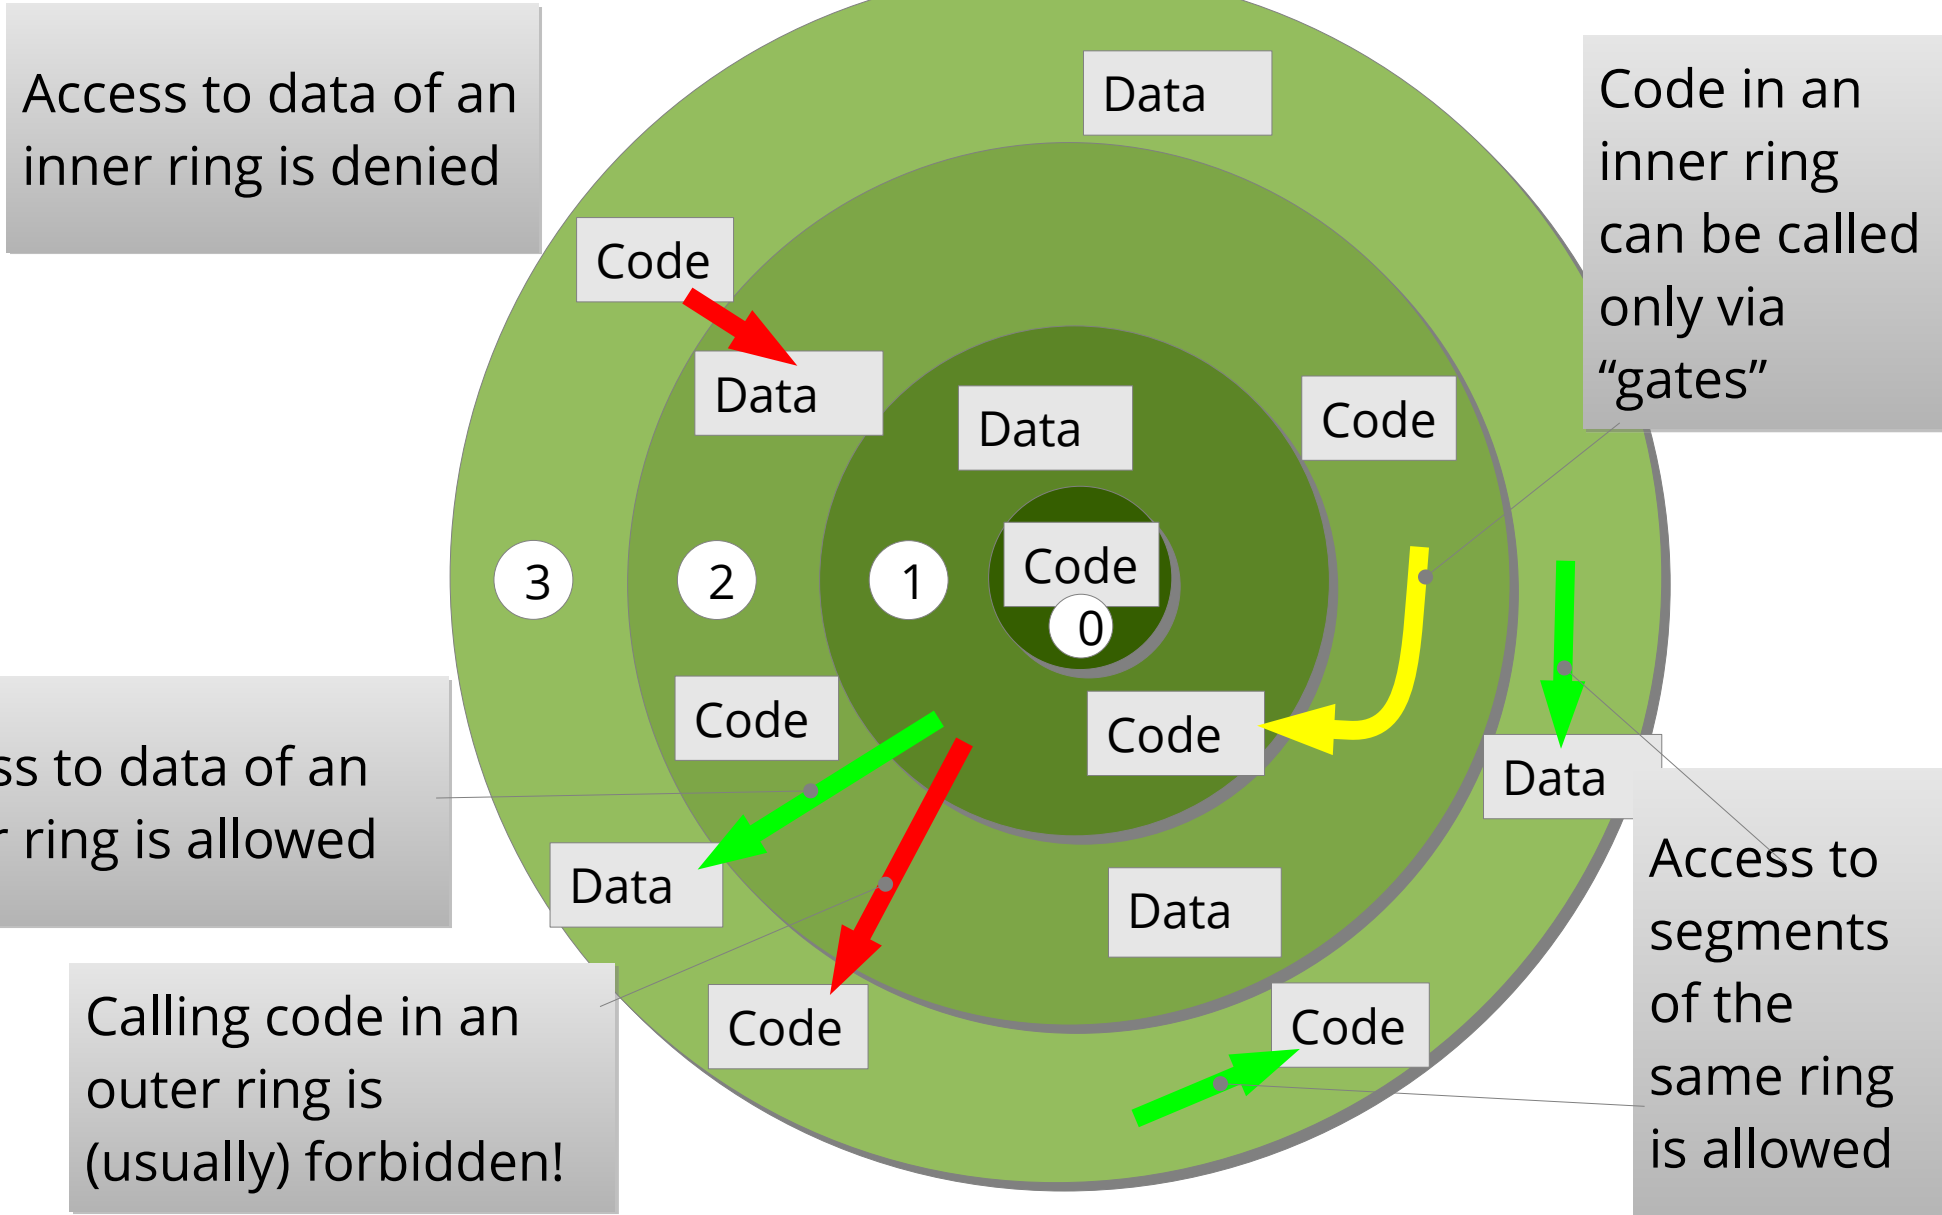 Access to data of an
inner ring is denied
Data
Code in an
inner ring
can be called
only via
“gates”
Code
Data
Data
Code
Code
3
2
1
0
Code
Code
to data of an
ring is allowed
Data
Data
Data
Access to
segments
of the
same ring
is allowed
Calling code in an
outer ring is
(usually) forbidden!
Code
Code